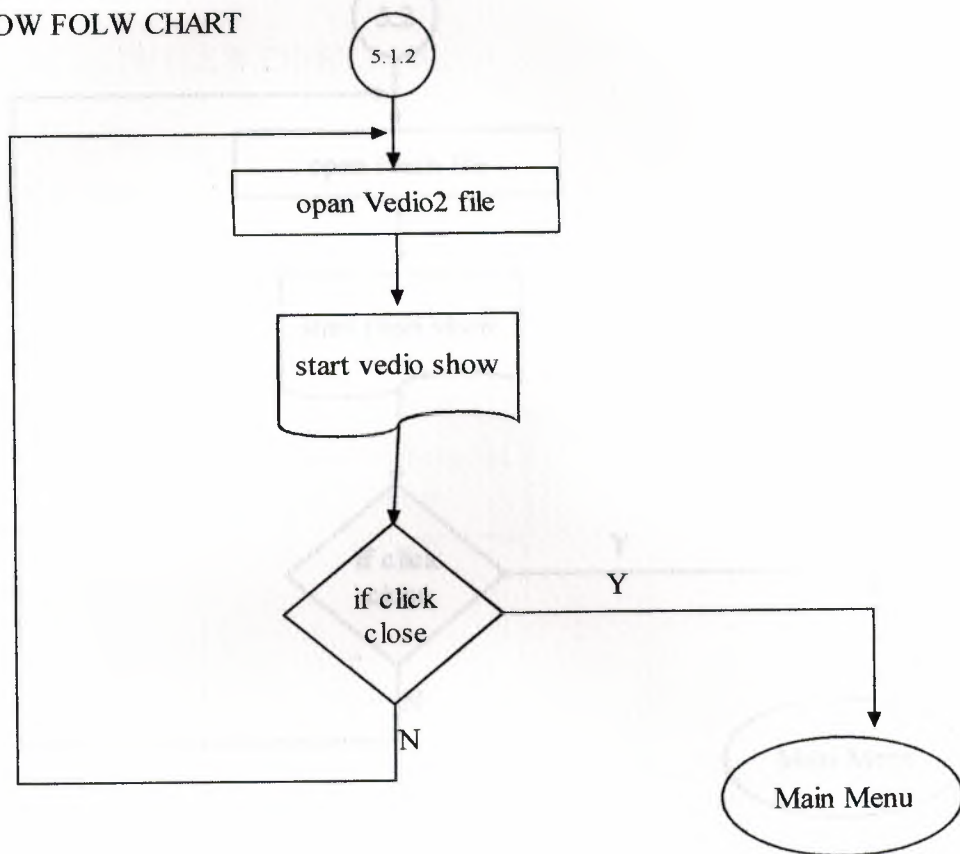 OW FOLW CHART
5.1.2
opan Vedio2 file
start vedio show
if click
close
Y
N
Main Menu